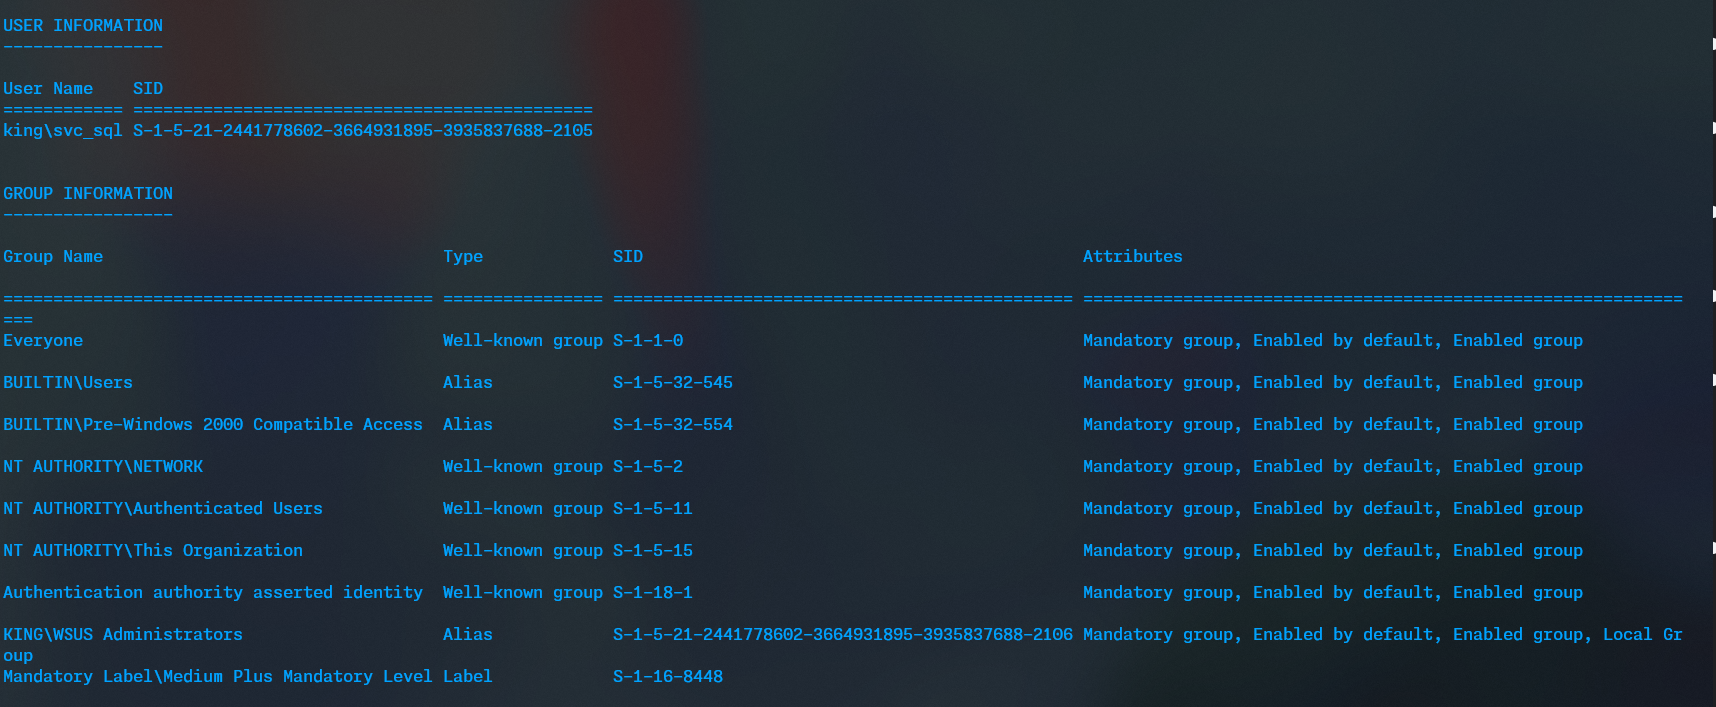 USER INFORMATION
----------------
User Name    SID
============ ==============================================
king\svc_sql S-1-5-21-2441778602-3664931895-3935837688-2105
GROUP INFORMATION
-----------------
Group Name                                  Type             SID                                            Attributes
=========================================== ================ ============================================== ============================================================
===
Everyone                                    Well-known group S-1-1-0                                        Mandatory group, Enabled by default, Enabled group
BUILTIN\Users                               Alias            S-1-5-32-545                                   Mandatory group, Enabled by default, Enabled group
BUILTIN\Pre-Windows 2000 Compatible Access  Alias            S-1-5-32-554                                   Mandatory group, Enabled by default, Enabled group
NT AUTHORITY\NETWORK                        Well-known group S-1-5-2                                        Mandatory group, Enabled by default, Enabled group
NT AUTHORITY\Authenticated Users            Well-known group S-1-5-11                                       Mandatory group, Enabled by default, Enabled group
NT AUTHORITY\This Organization              Well-known group S-1-5-15                                       Mandatory group, Enabled by default, Enabled group
Authentication authority asserted identity  Well-known group S-1-18-1                                       Mandatory group, Enabled by default, Enabled group
KING\WSUS Administrators                    Alias            S-1-5-21-2441778602-3664931895-3935837688-2106 Mandatory group, Enabled by default, Enabled group, Local Gr
oup
Mandatory Label\Medium Plus Mandatory Level Label            S-1-16-8448